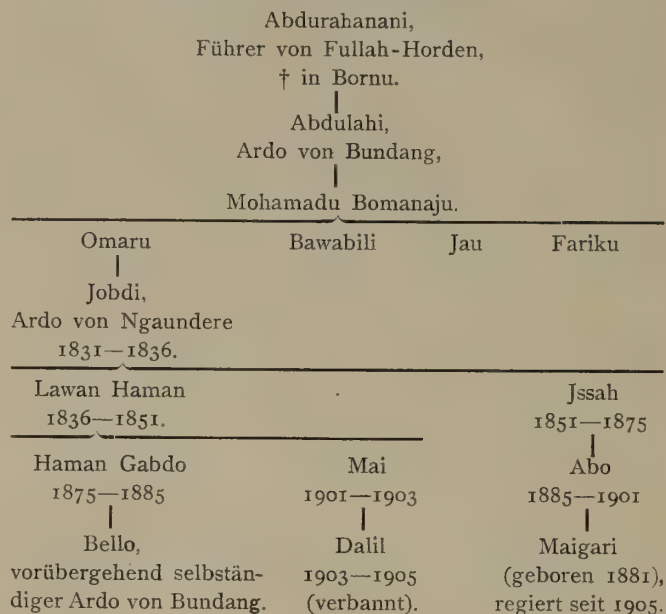 Abdurahanani,
Führer von Fullah-Horden,
† in Bornu.
Abdulahi,
Ardo von Bundang,
Mohamadu Bomanaju.
Omaru Bawabili Jau Fariku
Jobdi,
Ardo von Ngaundere
1831—1836.
Lawan Haman Jssah
1836—1851. 1851—1875
Haman Gabdo Mai Abo
1875—1885 1901—1903 1885—1901
Bello, Dalil Maigari
vorübergehend selbstän- 1903—1905 (geboren 1881),
diger Ardo von Bundang. (verbannt). regiert seit 1905.